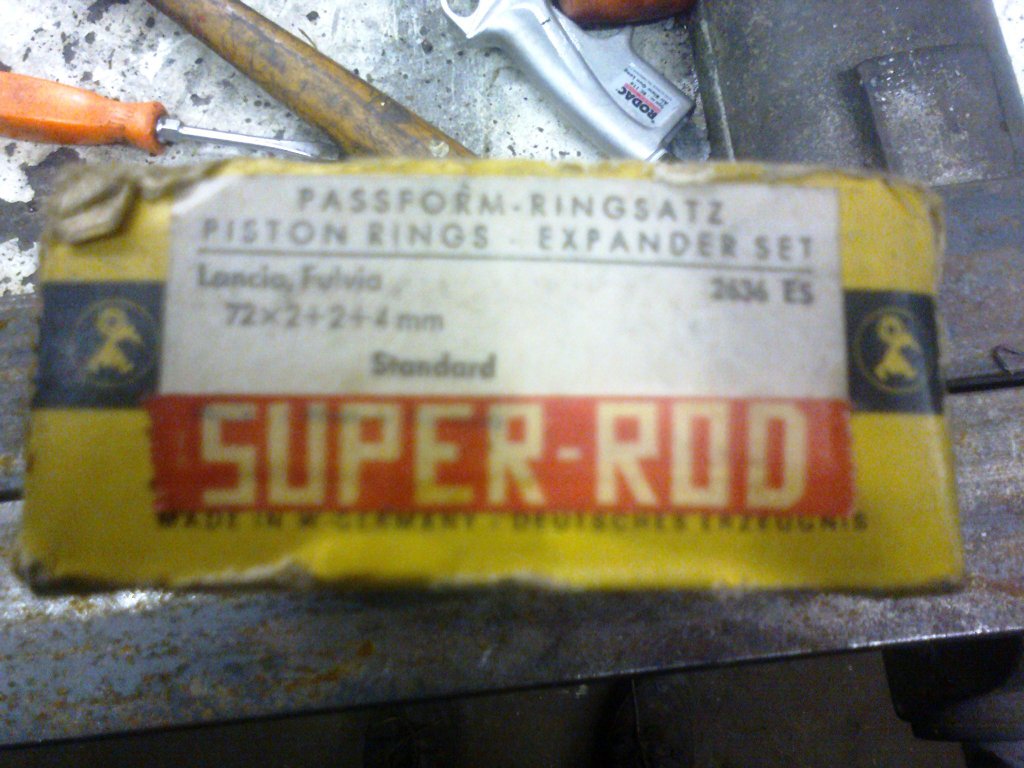 RODAC
PASSFORM-RINGSATZ
PISTON RINGS - EXPANDER SET
Lancia, Fulvia 2636 ES
72×2+2+4 mm
Standard
SUPER-ROD
MADE IN W-GERMANY · DEUTSCHES ERZEUGNIS